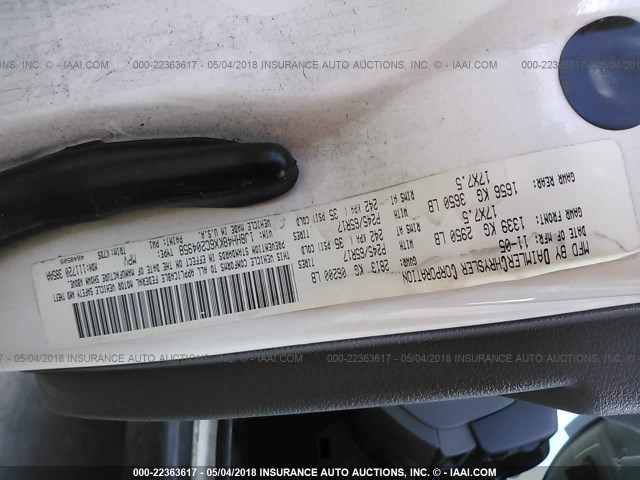 000-22363617 - 05/04/2018 INSURANCE AUTO AUCTIONS, INC. - IAAI.COM
MFD BY DAIMLERCHRYSLER CORPORATION
DATE OF MFR: 11-05 GVWR: 2813 KG 06200 LB
GAWR FRONT: 1339 KG 2950 LB TIRES P245/65R17 RIMS 17X7.5 AT 242 KPA ( 35 PSI) COLD
GAWR REAR: 1656 KG 3650 LB TIRES P245/65R17 RIMS 17X7.5 AT 242 KPA ( 35 PSI) COLD
THIS VEHICLE CONFORMS TO ALL APPLICABLE FEDERAL MOTOR VEHICLE SAFETY AND THEFT PREVENTION STANDARDS IN EFFECT ON THE DATE OF MANUFACTURE SHOWN ABOVE.
TYPE: MPV
PAINT: PW1
VEHICLE MADE IN U.S.A.
000-22363617 - 05/04/2018 INSURANCE AUTO AUCTIONS, INC. - IAAI.COM
000-22363617 - 05/04/2018 INSURANCE AUTO AUCTIONS, INC. - IAAI.COM